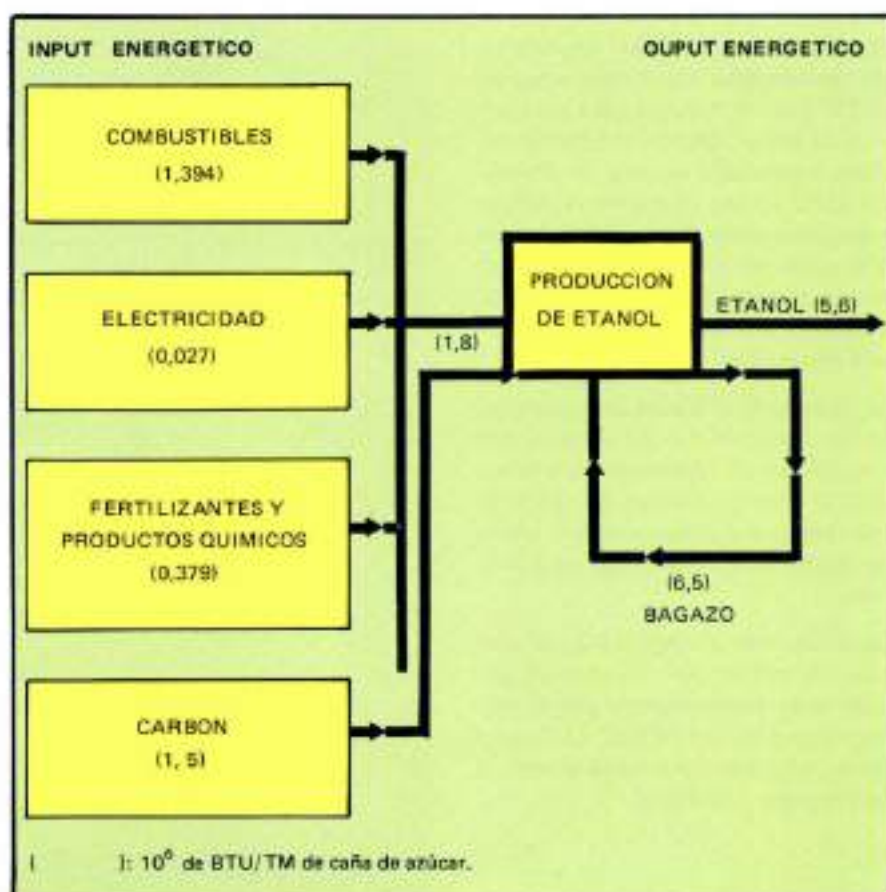 INPUT ENERGETICO
OUPUT ENERGETICO
COMBUSTIBLES
(1,394)
ELECTRICIDAD
(0,027)
FERTILIZANTES Y
PRODUCTOS QUIMICOS
(0,379)
CARBON
(1, 5)
(1,8)
PRODUCCION
DE ETANOL
ETANOL (5,6)
(6,5)
BAGAZO
( ): 10⁶ de BTU/TM de caña de azúcar.